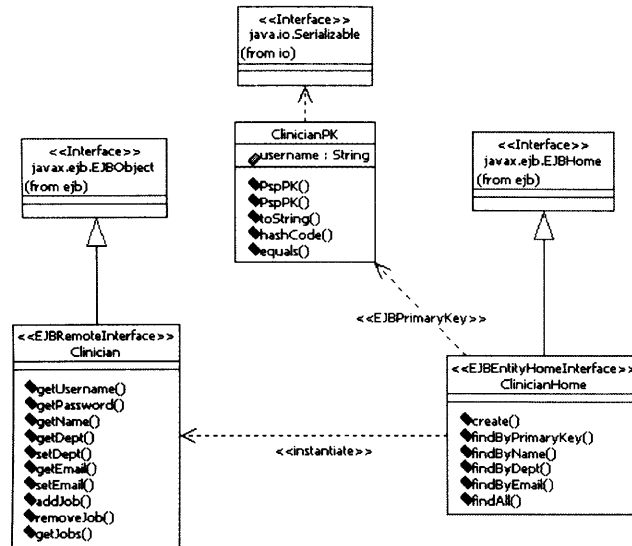 <<Interface>>
java.io.Serializable
(from io)
<<Interface>>
javax.ejb.EJBObject
(from ejb)
ClinicianPK
username : String
PspPK()
PspPK()
toString()
hashCode()
equals()
<<Interface>>
javax.ejb.EJBHome
(from ejb)
<<EJBPrimaryKey>>
<<EJBRemoteInterface>>
Clinician
getUsername()
getPassword()
getName()
getDept()
setDept()
getEmail()
setEmail()
addJob()
removeJob()
getJobs()
<<instantiate>>
<<EJBEntityHomeInterface>>
ClinicianHome
create()
findByPrimaryKey()
findByName()
findByDept()
findByEmail()
findAll()